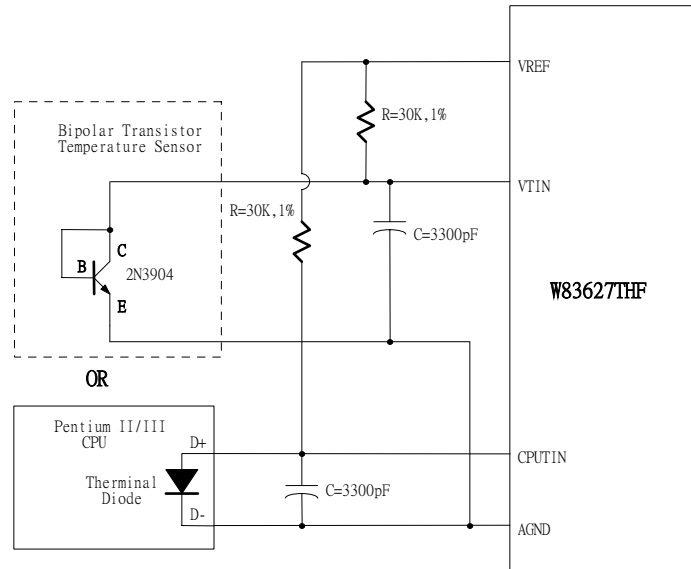 VREF
R=30K,1%
Bipolar Transistor
Temperature Sensor
VTIN
R=30K,1%
C=3300pF
C
B
2N3904
E
W83627THF
OR
Pentium II/III
CPU
D+
CPUTIN
Therminal
Diode
C=3300pF
D-
AGND